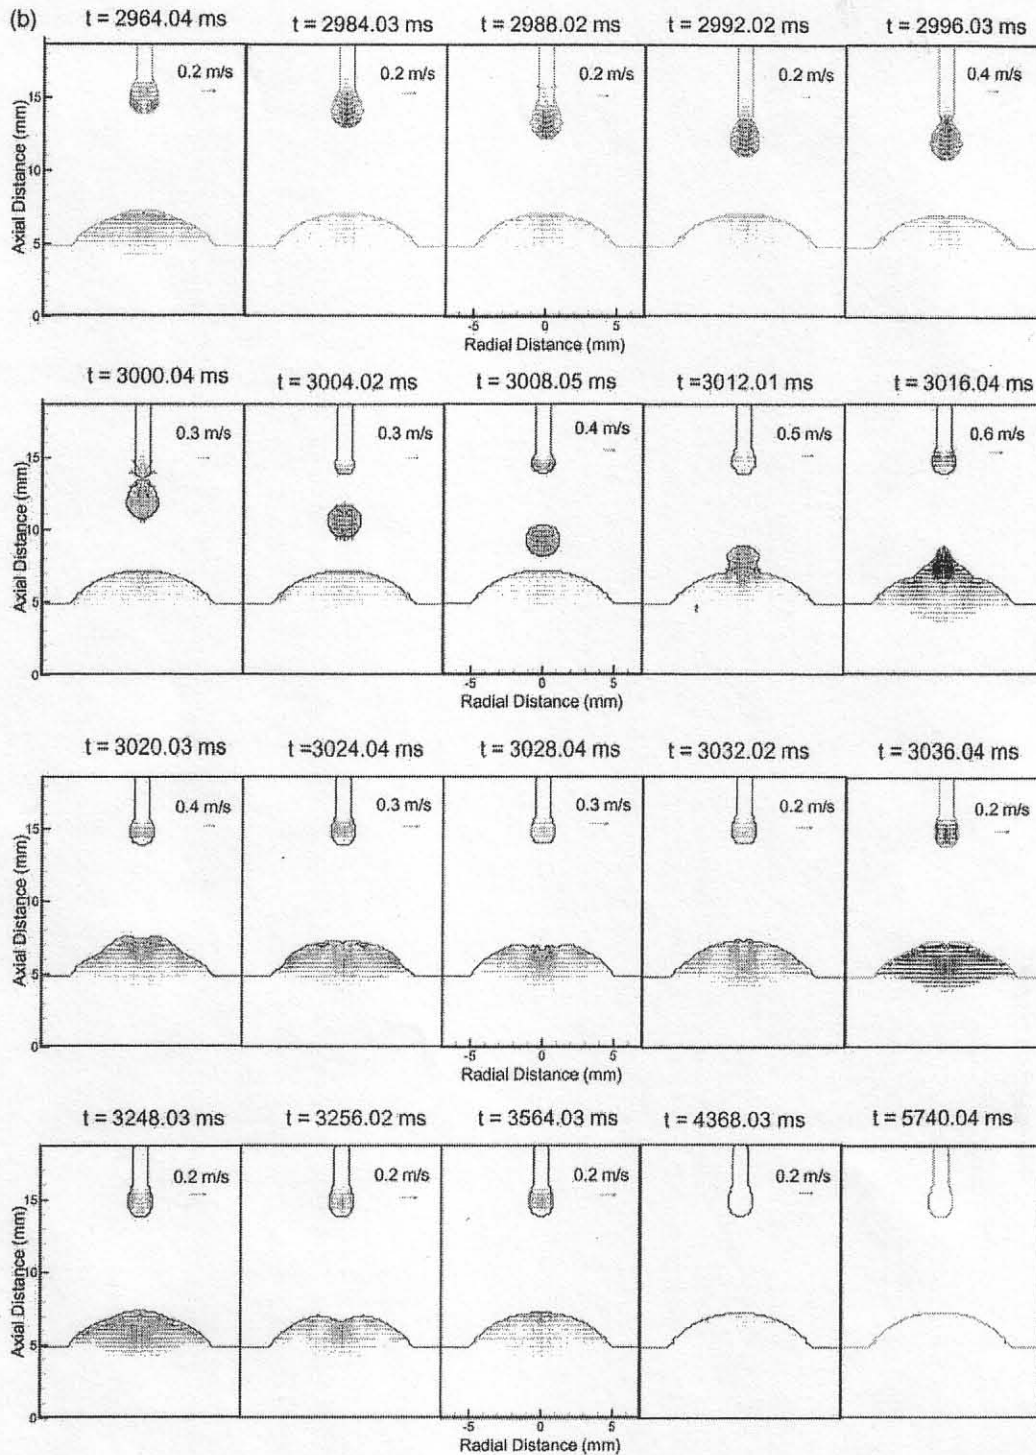 (b)
t = 2964.04 ms t = 2984.03 ms t = 2988.02 ms t = 2992.02 ms t = 2996.03 ms
0.2 m/s 0.2 m/s 0.2 m/s 0.2 m/s 0.4 m/s
Axial Distance (mm)
15
10
5
0
-5 0 5
Radial Distance (mm)
t = 3000.04 ms t = 3004.02 ms t = 3008.05 ms t =3012.01 ms t = 3016.04 ms
0.3 m/s 0.3 m/s 0.4 m/s 0.5 m/s 0.6 m/s
Axial Distance (mm)
15
10
5
0
t
-5 0 5
Radial Distance (mm)
t = 3020.03 ms t =3024.04 ms t = 3028.04 ms t = 3032.02 ms t = 3036.04 ms
0.4 m/s 0.3 m/s 0.3 m/s 0.2 m/s 0.2 m/s
Axial Distance (mm)
15
10
5
0
-5 0 5
Radial Distance (mm)
t = 3248.03 ms t = 3256.02 ms t = 3564.03 ms t = 4368.03 ms t = 5740.04 ms
0.2 m/s 0.2 m/s 0.2 m/s 0.2 m/s
Axial Distance (mm)
15
10
5
0
-5 0 5
Radial Distance (mm)